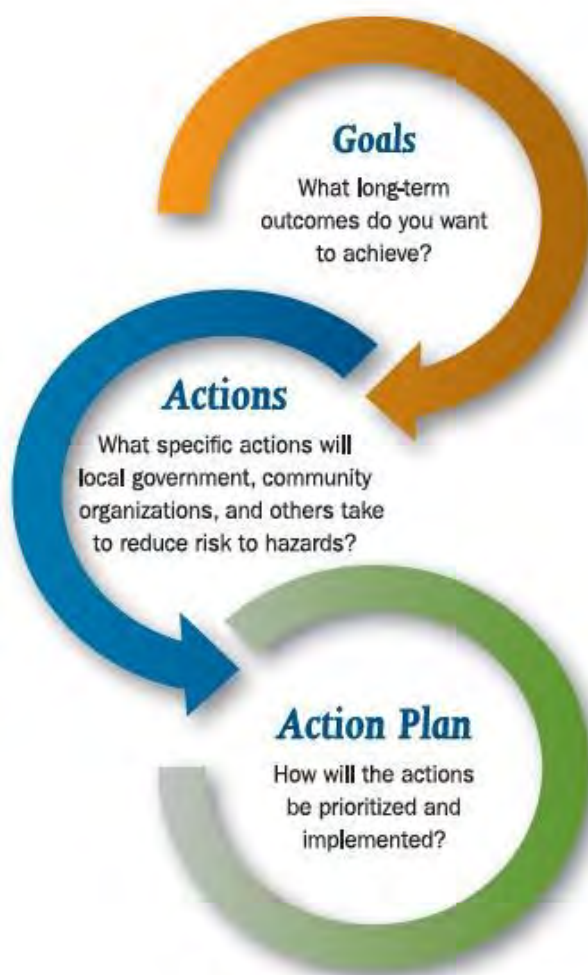 Goals
What long-term
outcomes do you want
to achieve?
Actions
What specific actions will
local government, community
organizations, and others take
to reduce risk to hazards?
Action Plan
How will the actions
be prioritized and
implemented?